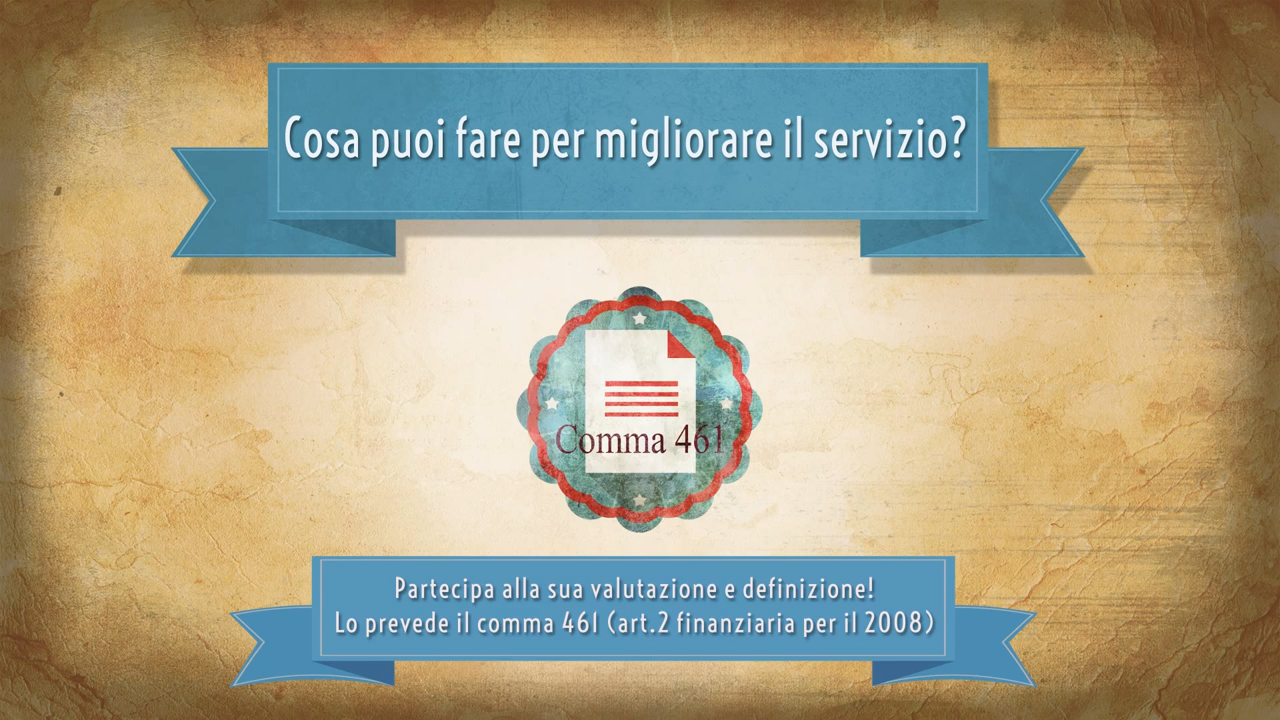 Cosa puoi fare per migliorare il servizio?
Comma 461
Partecipa alla sua valutazione e definizione!
Lo prevede il comma 461 (art.2 finanziaria per il 2008)